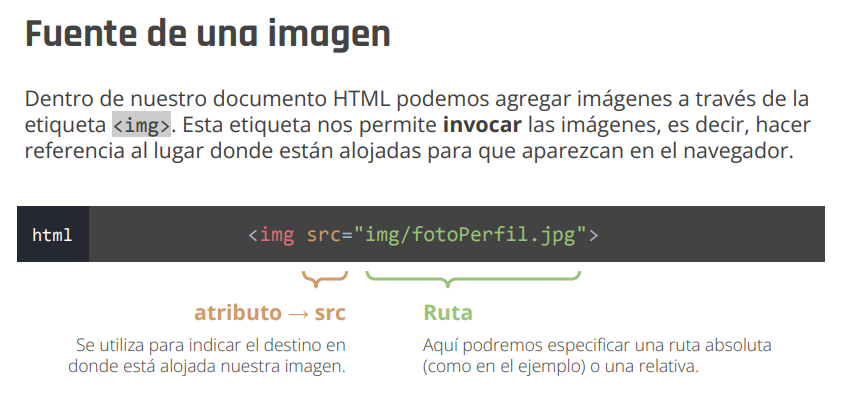 Fuente de una imagen
Dentro de nuestro documento HTML podemos agregar imágenes a través de la
etiqueta <img>. Esta etiqueta nos permite invocar las imágenes, es decir, hacer
referencia al lugar donde están alojadas para que aparezcan en el navegador.
html
<img src="img/fotoPerfil.jpg">
atributo → src
Se utiliza para indicar el destino en
donde está alojada nuestra imagen.
Ruta
Aquí podremos especificar una ruta absoluta
(como en el ejemplo) o una relativa.